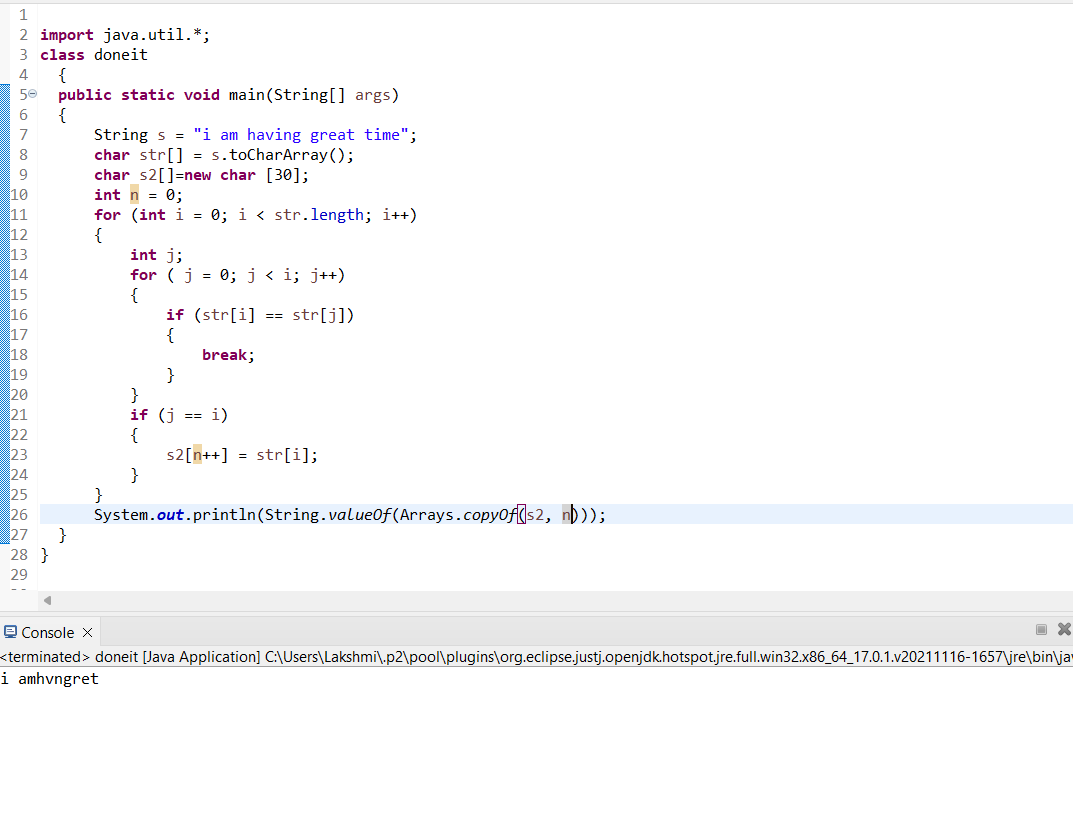 1
2 import java.util.*;
3 class doneit
4 {
5 public static void main(String[] args)
6 {
7 String s = "i am having great time";
8 char str[] = s.toCharArray();
9 char s2[]=new char [30];
10 int n = 0;
11 for (int i = 0; i < str.length; i++)
12 {
13 int j;
14 for ( j = 0; j < i; j++)
15 {
16 if (str[i] == str[j])
17 {
18 break;
19 }
20 }
21 if (j == i)
22 {
23 s2[n++] = str[i];
24 }
25 }
26 System.out.println(String.valueOf(Arrays.copyOf(s2, n)));
27 }
28 }
29
Console
<terminated> doneit [Java Application] C:\Users\Lakshmi\.p2\pool\plugins\org.eclipse.justj.openjdk.hotspot.jre.full.win32.x86_64_17.0.1.v20211116-1657\jre\bin\ja
i amhvngret